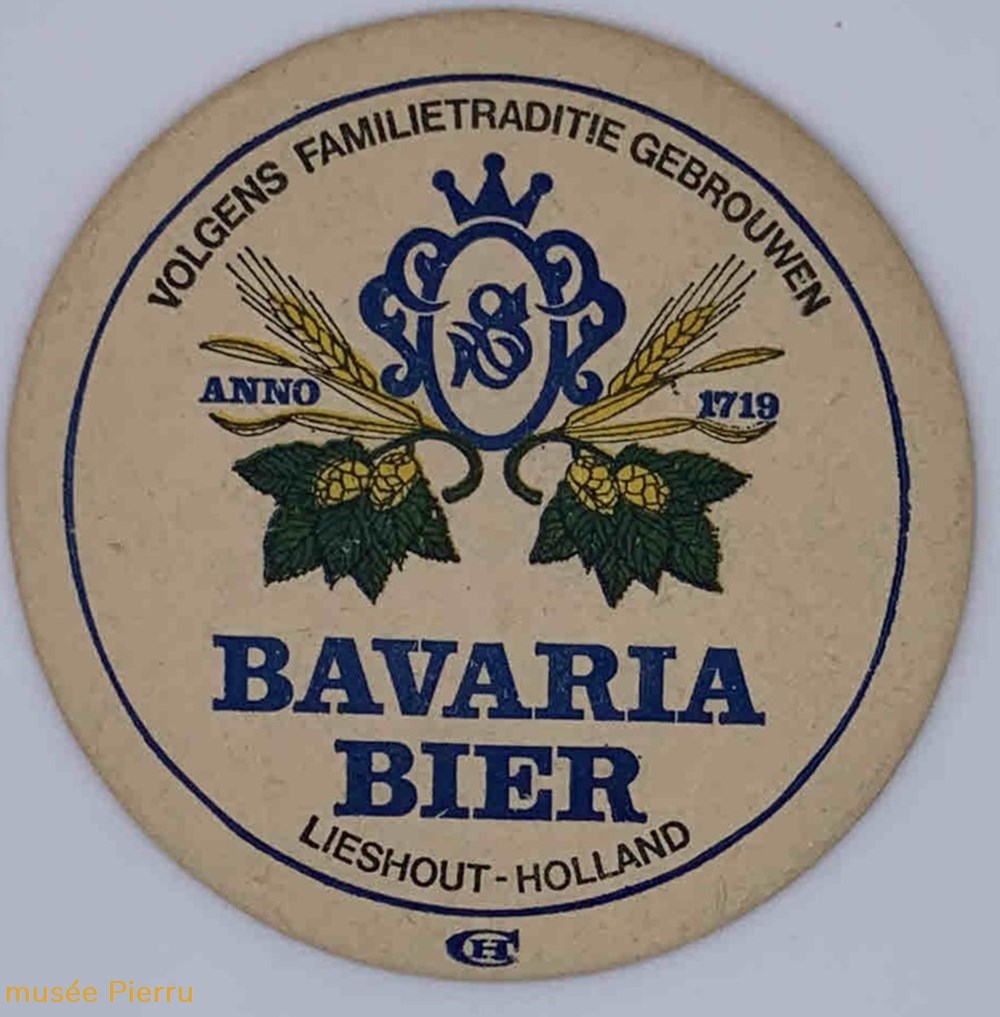 VOLGENS FAMILIETRADITIE GEBROUWEN
ANNO 1719
BAVARIA
BIER
LIESHOUT - HOLLAND
musée Pierru